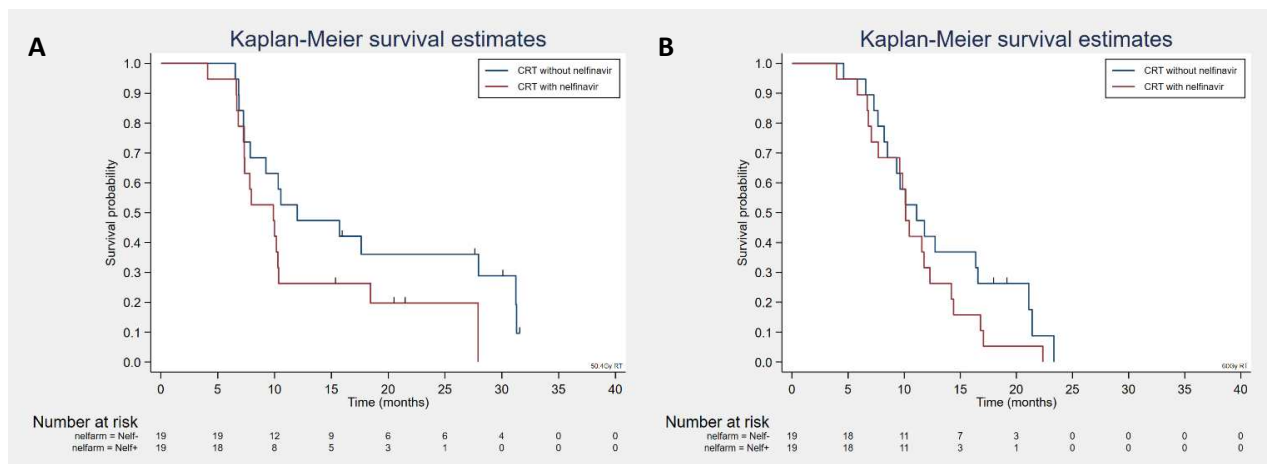 A
Kaplan-Meier survival estimates
CRT without nelfinavir
CRT with nelfinavir
1.0
0.9
0.8
0.7
0.6
0.5
0.4
0.3
0.2
0.1
0.0
Survival probability
50.4Gy RT
0 5 10 15 20 25 30 35 40
Time (months)
Number at risk
nelfarm = Nelf- 19 19 12 9 6 6 4 0 0
nelfarm = Nelf+ 19 18 8 5 3 1 0 0 0
B
Kaplan-Meier survival estimates
CRT without nelfinavir
CRT with nelfinavir
1.0
0.9
0.8
0.7
0.6
0.5
0.4
0.3
0.2
0.1
0.0
Survival probability
60Gy RT
0 5 10 15 20 25 30 35 40
Time (months)
Number at risk
nelfarm = Nelf- 19 18 11 7 3 0 0 0 0
nelfarm = Nelf+ 19 18 11 3 1 0 0 0 0